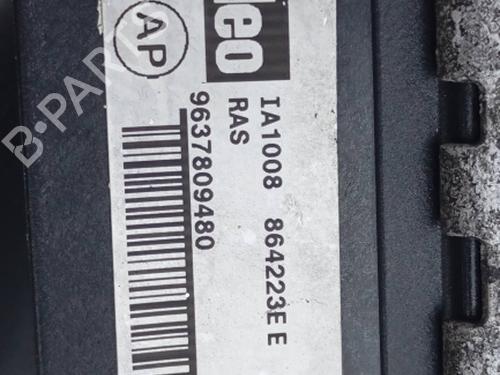 leo
AP
IA1008 864223E E
RAS
9637809480
B-PARTS